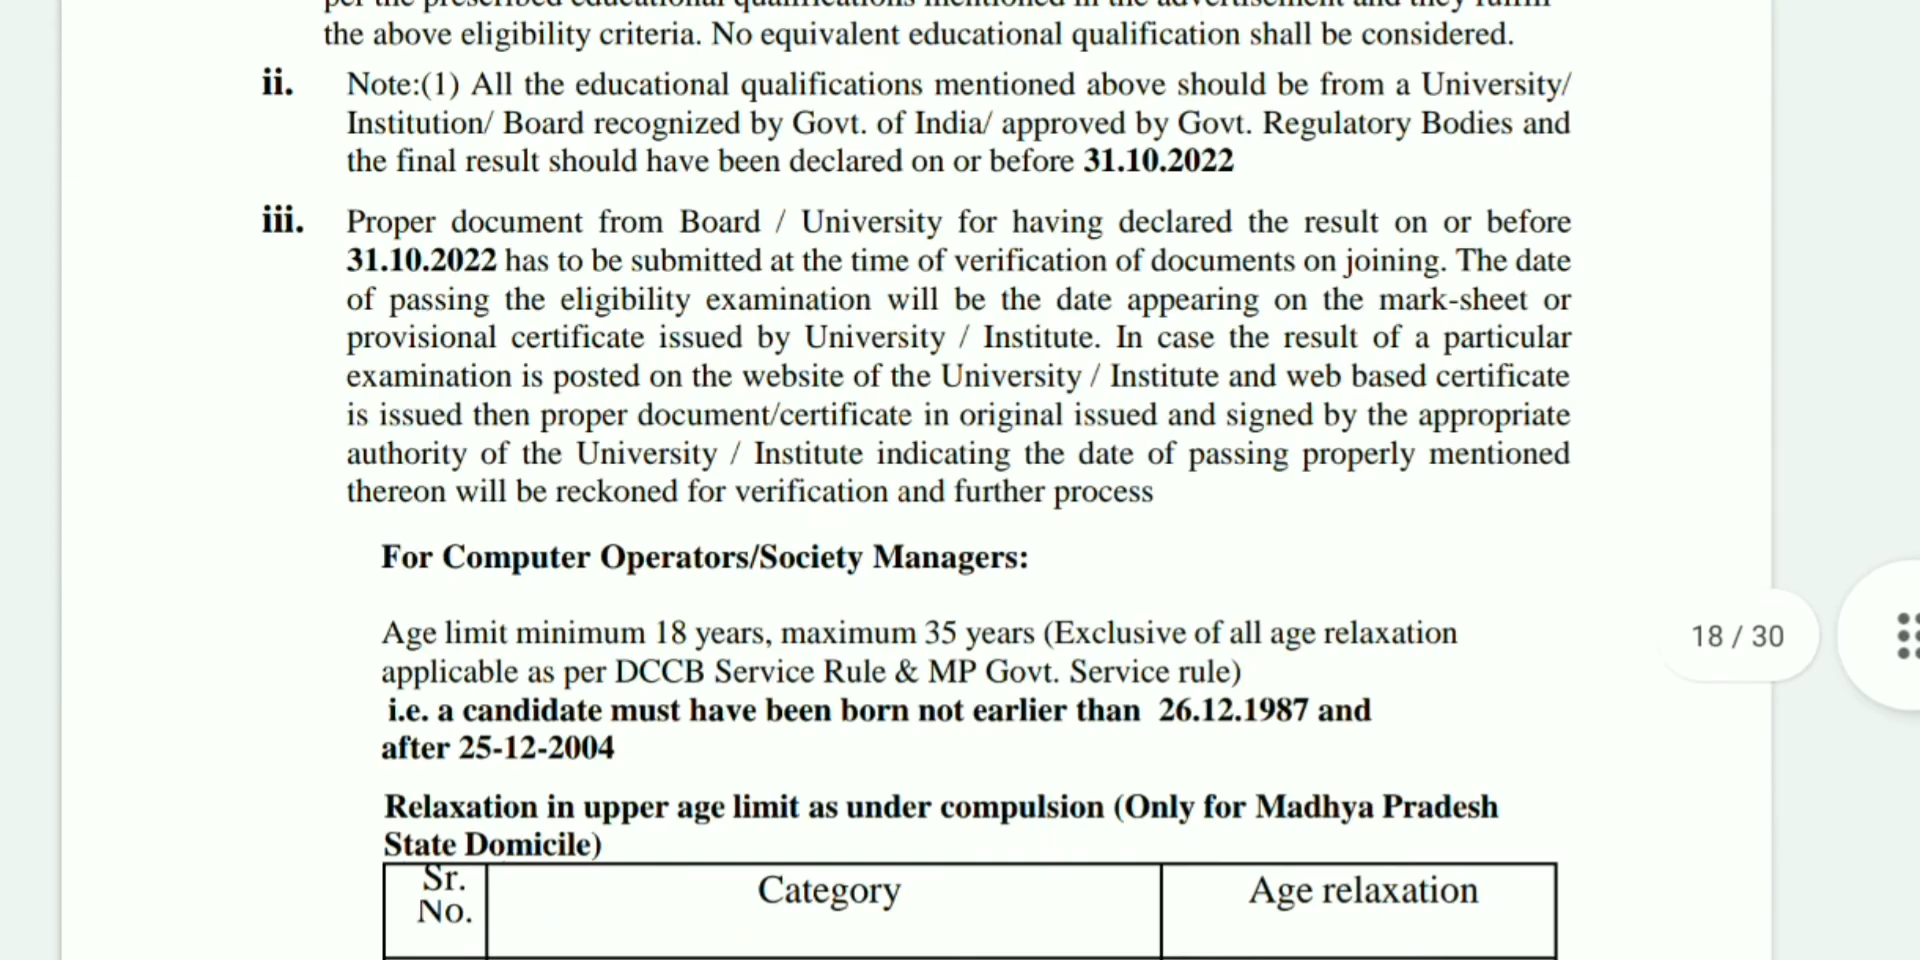 the above eligibility criteria. No equivalent educational qualification shall be considered.
ii. Note:(1) All the educational qualifications mentioned above should be from a University/
Institution/ Board recognized by Govt. of India/ approved by Govt. Regulatory Bodies and
the final result should have been declared on or before 31.10.2022
iii. Proper document from Board / University for having declared the result on or before
31.10.2022 has to be submitted at the time of verification of documents on joining. The date
of passing the eligibility examination will be the date appearing on the mark-sheet or
provisional certificate issued by University / Institute. In case the result of a particular
examination is posted on the website of the University / Institute and web based certificate
is issued then proper document/certificate in original issued and signed by the appropriate
authority of the University / Institute indicating the date of passing properly mentioned
thereon will be reckoned for verification and further process
For Computer Operators/Society Managers:
Age limit minimum 18 years, maximum 35 years (Exclusive of all age relaxation
applicable as per DCCB Service Rule & MP Govt. Service rule)
i.e. a candidate must have been born not earlier than 26.12.1987 and
after 25-12-2004
Relaxation in upper age limit as under compulsion (Only for Madhya Pradesh
State Domicile)
Sr.
No.
Category
Age relaxation
18 / 30